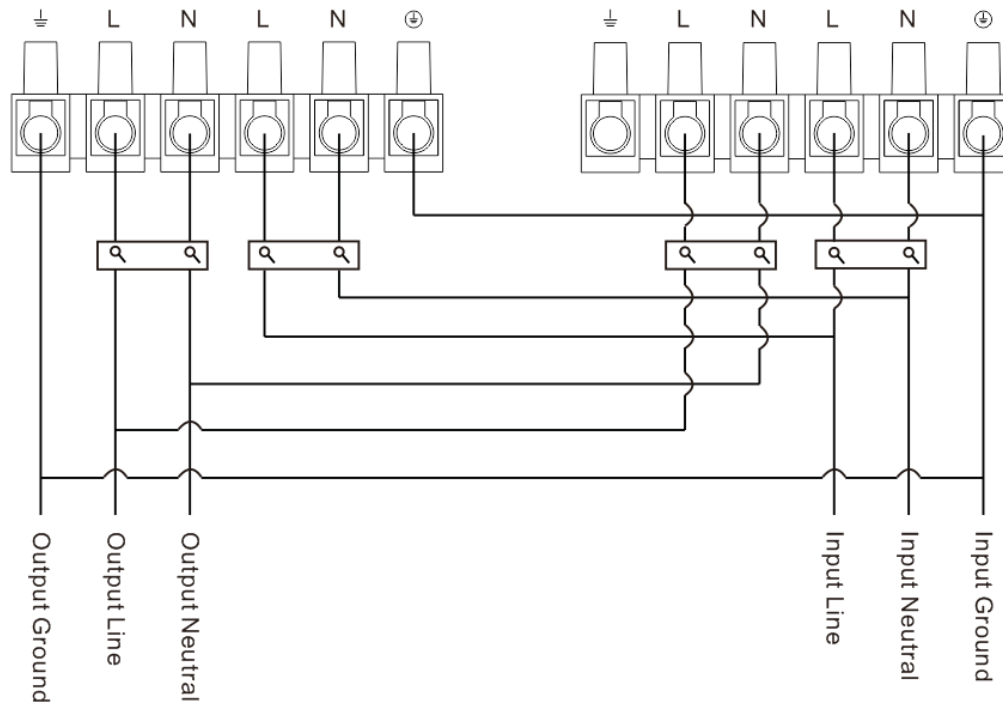 L N L N
L N L N
Output Ground
Output Line
Output Neutral
Input Line
Input Neutral
Input Ground